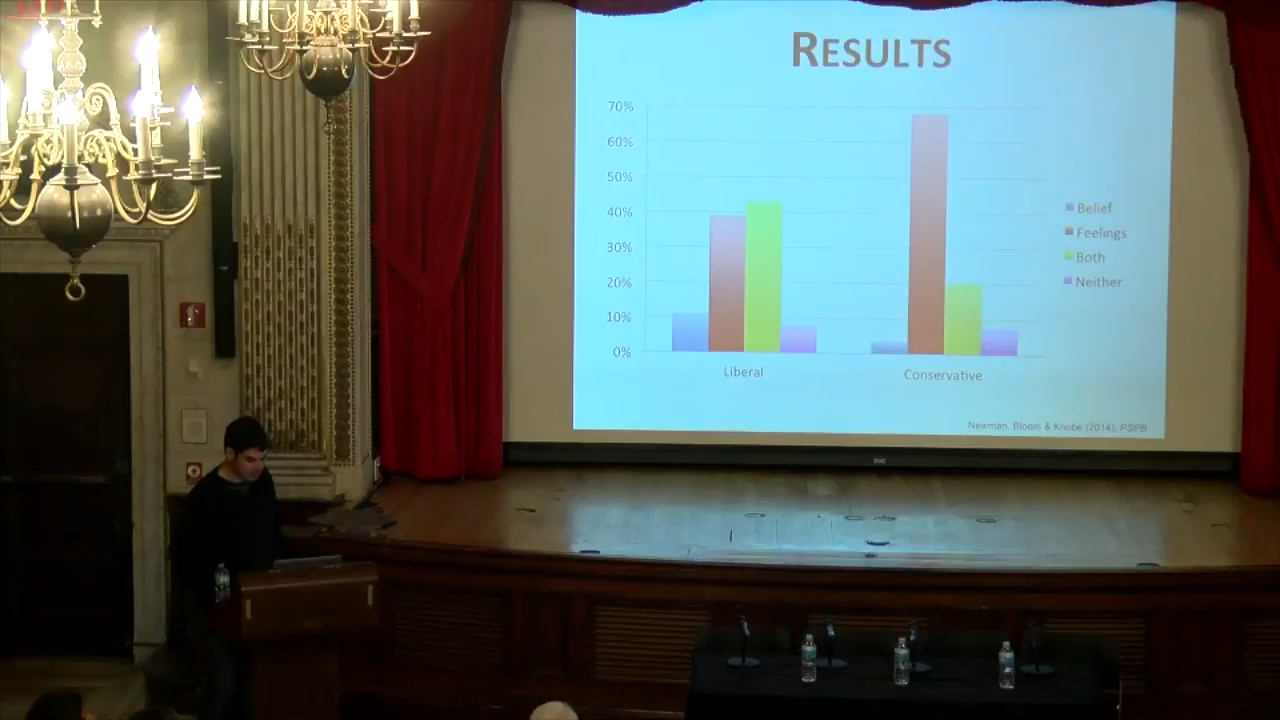 RESULTS
70%
60%
50%
40%
30%
20%
10%
0%
Liberal
Conservative
Belief
Feelings
Both
Neither
Newman, Bloom & Knobe (2014), PSPB